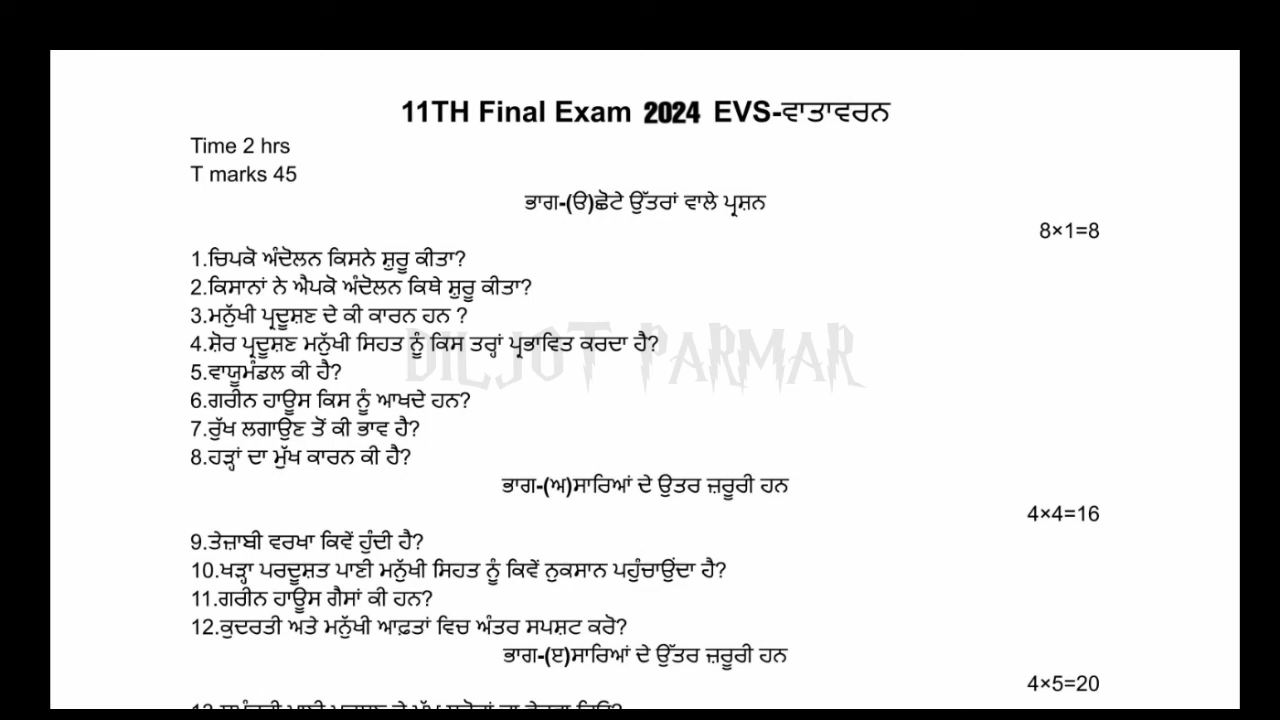 11TH Final Exam 2024 EVS-ਵਾਤਾਵਰਨ
Time 2 hrs
T marks 45
ਭਾਗ-(ੳ)ਛੋਟੇ ਉੱਤਰਾਂ ਵਾਲੇ ਪ੍ਰਸ਼ਨ
8×1=8
1.ਚਿਪਕੋ ਅੰਦੋਲਨ ਕਿਸਨੇ ਸ਼ੁਰੂ ਕੀਤਾ?
2.ਕਿਸਾਨਾਂ ਨੇ ਐਪਕੋ ਅੰਦੋਲਨ ਕਿਥੇ ਸ਼ੁਰੂ ਕੀਤਾ?
3.ਮਨੁੱਖੀ ਪ੍ਰਦੂਸ਼ਣ ਦੇ ਕੀ ਕਾਰਨ ਹਨ ?
4.ਸ਼ੋਰ ਪ੍ਰਦੂਸ਼ਣ ਮਨੁੱਖੀ ਸਿਹਤ ਨੂੰ ਕਿਸ ਤਰ੍ਹਾਂ ਪ੍ਰਭਾਵਿਤ ਕਰਦਾ ਹੈ?
DILJOT PARMAR
5.ਵਾਯੂਮੰਡਲ ਕੀ ਹੈ?
6.ਗਰੀਨ ਹਾਊਸ ਕਿਸ ਨੂੰ ਆਖਦੇ ਹਨ?
7.ਰੁੱਖ ਲਗਾਉਣ ਤੋਂ ਕੀ ਭਾਵ ਹੈ?
8.ਹੜ੍ਹਾਂ ਦਾ ਮੁੱਖ ਕਾਰਨ ਕੀ ਹੈ?
ਭਾਗ-(ਅ)ਸਾਰਿਆਂ ਦੇ ਉਤਰ ਜ਼ਰੂਰੀ ਹਨ
4×4=16
9.ਤੇਜ਼ਾਬੀ ਵਰਖਾ ਕਿਵੇਂ ਹੁੰਦੀ ਹੈ?
10.ਖੜ੍ਹਾ ਪਰਦੂਸ਼ਤ ਪਾਣੀ ਮਨੁੱਖੀ ਸਿਹਤ ਨੂੰ ਕਿਵੇਂ ਨੁਕਸਾਨ ਪਹੁੰਚਾਉਂਦਾ ਹੈ?
11.ਗਰੀਨ ਹਾਊਸ ਗੈਸਾਂ ਕੀ ਹਨ?
12.ਕੁਦਰਤੀ ਅਤੇ ਮਨੁੱਖੀ ਆਫ਼ਤਾਂ ਵਿਚ ਅੰਤਰ ਸਪਸ਼ਟ ਕਰੋ?
ਭਾਗ-(ੲ)ਸਾਰਿਆਂ ਦੇ ਉੱਤਰ ਜ਼ਰੂਰੀ ਹਨ
4×5=20